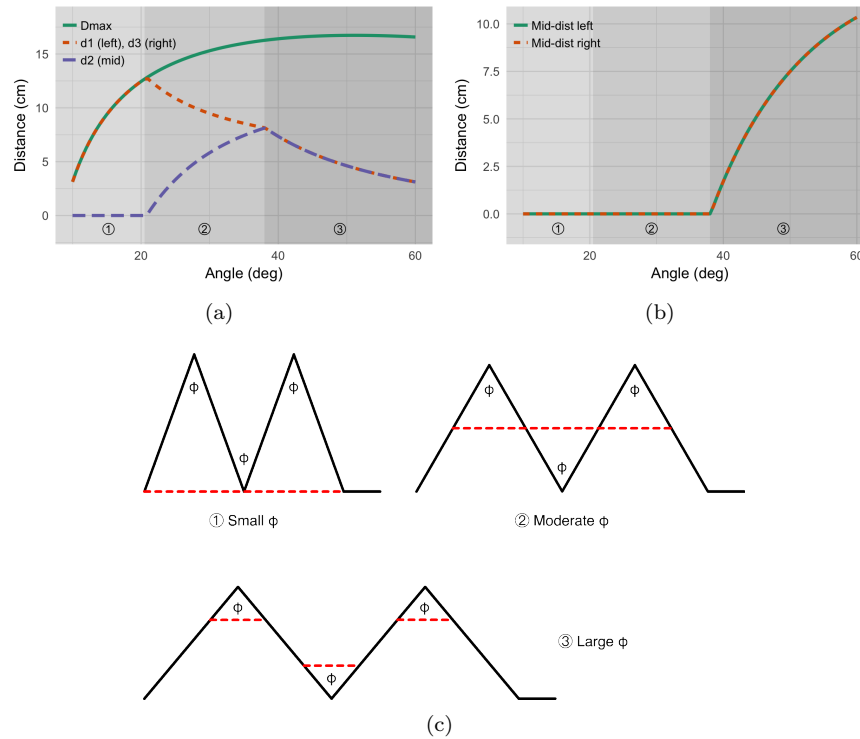 Dmax
d1 (left), d3 (right)
d2 (mid)
15
10
5
0
Distance (cm)
① ② ③
20 40 60
Angle (deg)
(a)
Mid-dist left
Mid-dist right
10.0
7.5
5.0
2.5
0.0
Distance (cm)
① ② ③
20 40 60
Angle (deg)
(b)
ϕ ϕ
ϕ
① Small ϕ
ϕ ϕ
ϕ
② Moderate ϕ
ϕ ϕ
ϕ
③ Large ϕ
(c)